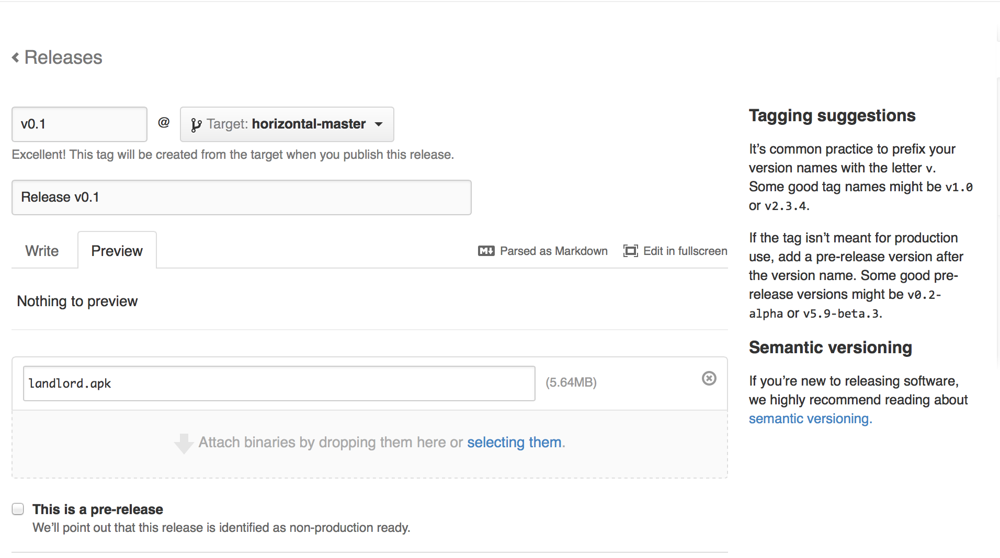 Releases
v0.1 @ Target: horizontal-master
Excellent! This tag will be created from the target when you publish this release.
Release v0.1
Write Preview Parsed as Markdown Edit in fullscreen
Nothing to preview
landlord.apk (5.64MB)
Attach binaries by dropping them here or selecting them.
This is a pre-release
We’ll point out that this release is identified as non-production ready.
Tagging suggestions
It’s common practice to prefix your
version names with the letter v.
Some good tag names might be v1.0
or v2.3.4.
If the tag isn’t meant for production
use, add a pre-release version after
the version name. Some good pre-
release versions might be v0.2-
alpha or v5.9-beta.3.
Semantic versioning
If you’re new to releasing software,
we highly recommend reading about
semantic versioning.